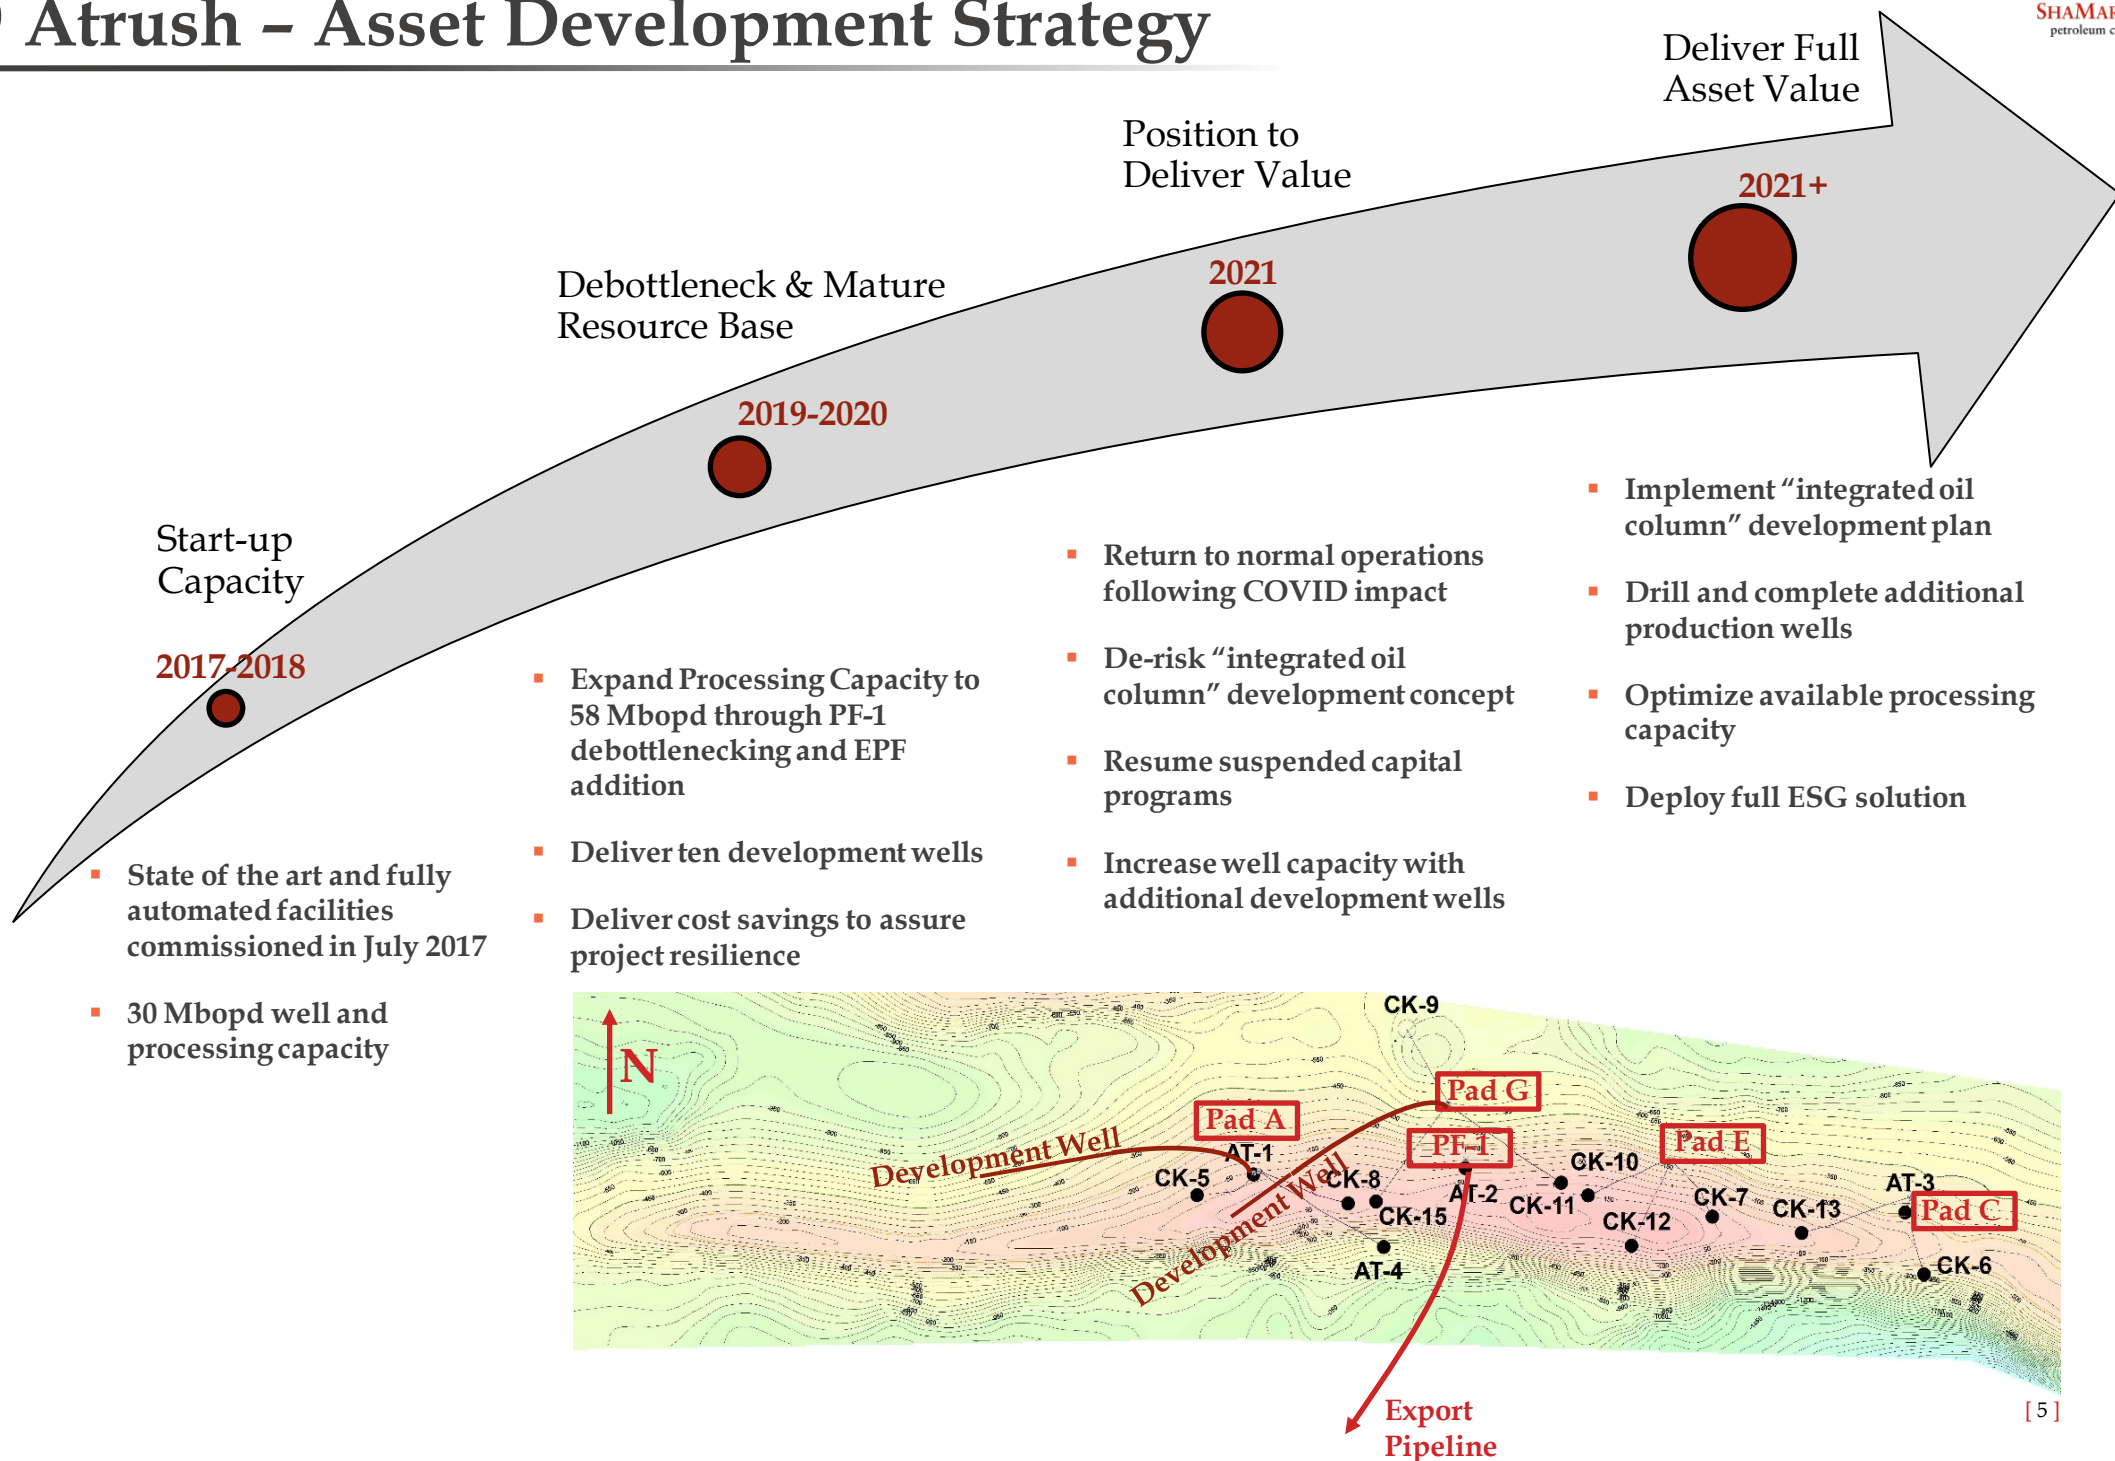 Atrush – Asset Development Strategy
SHAMAR
petroleum c
Deliver Full
Asset Value
Position to
Deliver Value
2021+
Debottleneck & Mature
Resource Base
2021
2019-2020
Start-up
Capacity
2017-2018
▪ State of the art and fully
automated facilities
commissioned in July 2017
▪ 30 Mbopd well and
processing capacity
▪ Expand Processing Capacity to
58 Mbopd through PF-1
debottlenecking and EPF
addition
▪ Deliver ten development wells
▪ Deliver cost savings to assure
project resilience
▪ Return to normal operations
following COVID impact
▪ De-risk “integrated oil
column” development concept
▪ Resume suspended capital
programs
▪ Increase well capacity with
additional development wells
▪ Implement “integrated oil
column” development plan
▪ Drill and complete additional
production wells
▪ Optimize available processing
capacity
▪ Deploy full ESG solution
N
CK-9
Pad G
Pad A
PF-1
Pad E
Development Well
AT-1
CK-5
CK-8
CK-15
AT-2
CK-10
CK-11
CK-12
CK-7
CK-13
AT-3
Pad C
Development Well
AT-4
CK-6
Export
Pipeline
[ 5 ]